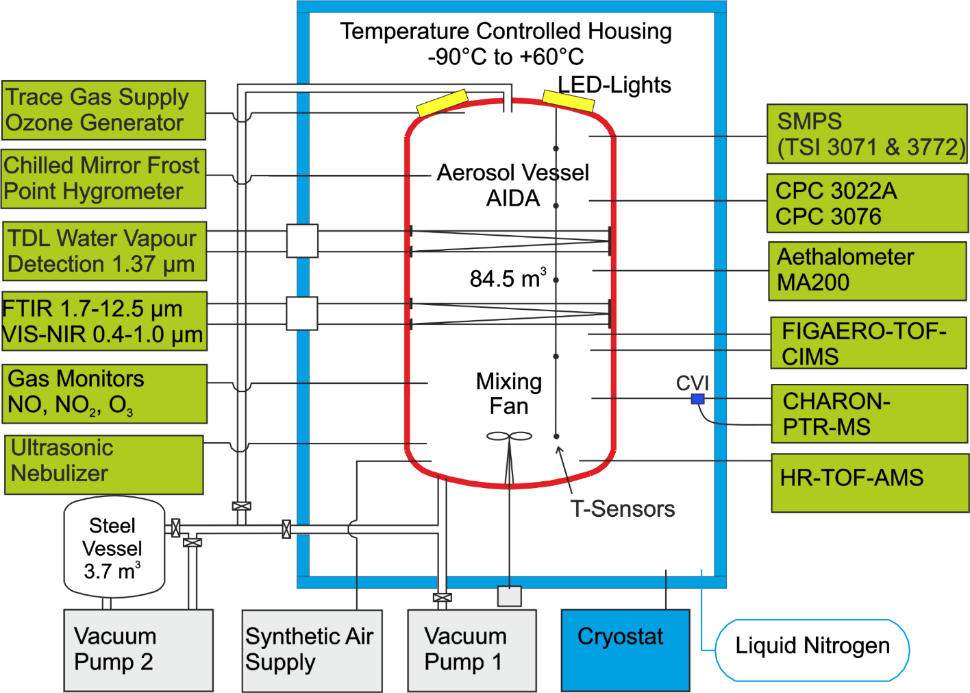 Temperature Controlled Housing
-90°C to +60°C
LED-Lights
Trace Gas Supply
Ozone Generator
Chilled Mirror Frost
Point Hygrometer
TDL Water Vapour
Detection 1.37 µm
FTIR 1.7-12.5 µm
VIS-NIR 0.4-1.0 µm
Gas Monitors
NO, NO₂, O₃
Ultrasonic
Nebulizer
Steel
Vessel
3.7 m³
Aerosol Vessel
AIDA
84.5 m³
Mixing
Fan
T-Sensors
CVI
SMPS
(TSI 3071 & 3772)
CPC 3022A
CPC 3076
Aethalometer
MA200
FIGAERO-TOF-
CIMS
CHARON-
PTR-MS
HR-TOF-AMS
Vacuum
Pump 2
Synthetic Air
Supply
Vacuum
Pump 1
Cryostat
Liquid Nitrogen